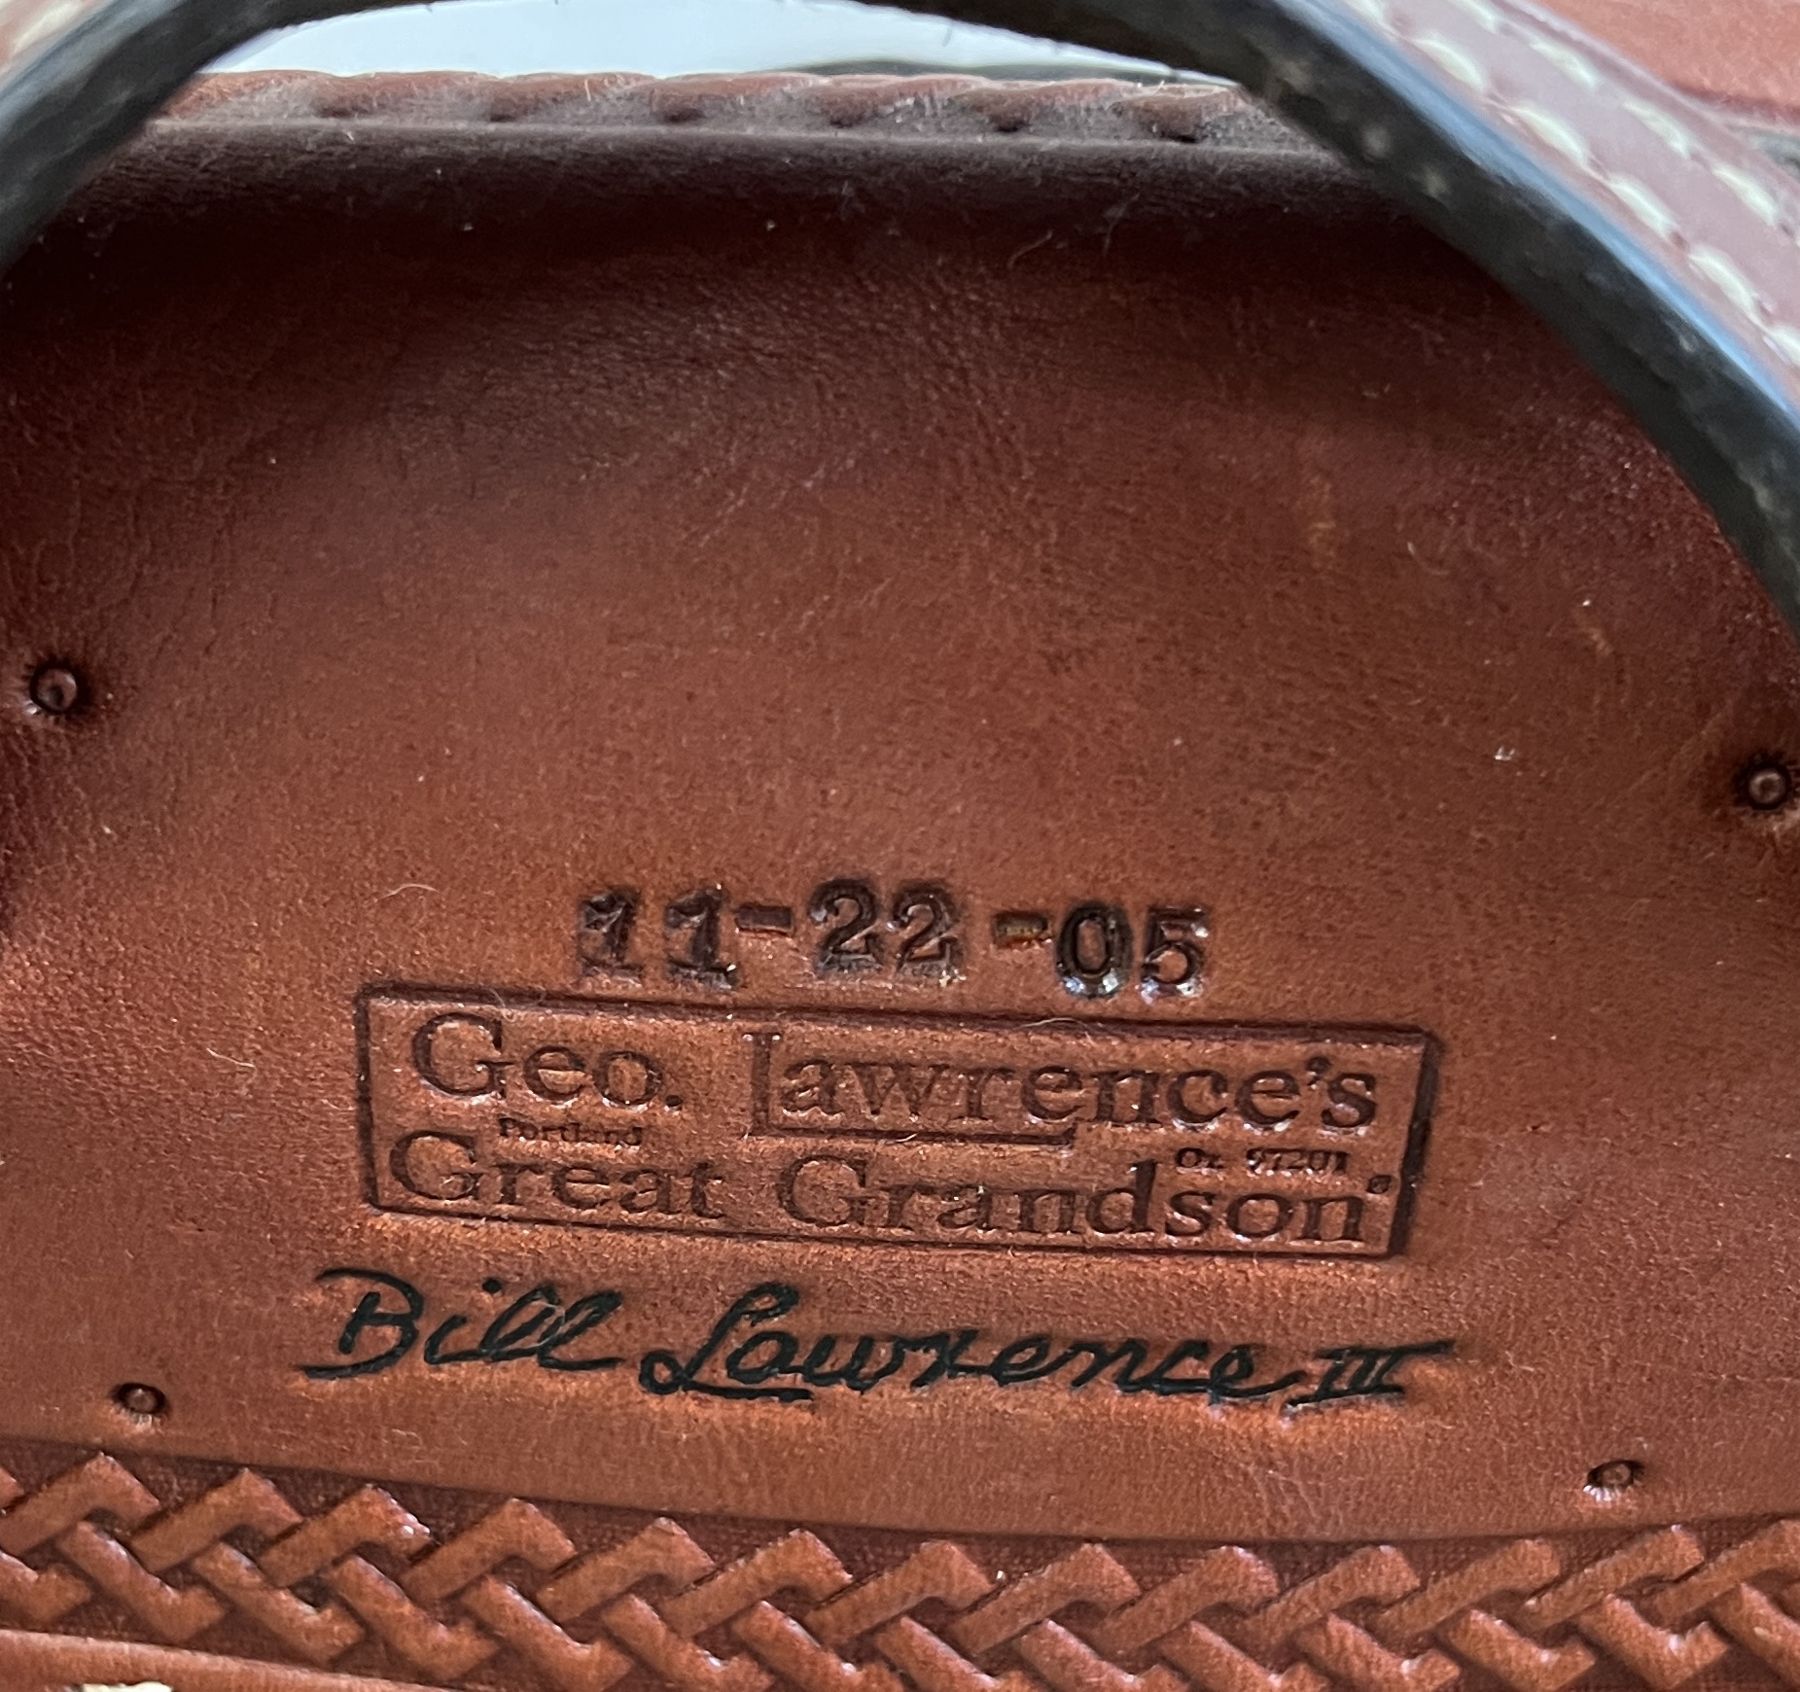 11-22-05
Geo. Lawrence's
Portland Or. 97201
Great Grandson®
Bill Lawrence III